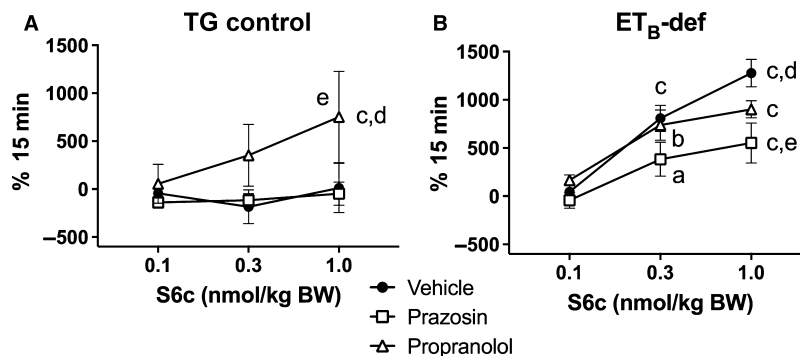 A
TG control
1500
1000
500
0
–500
% 15 min
e
c,d
0.1
0.3
1.0
S6c (nmol/kg BW)
B
ETB-def
1500
1000
500
0
–500
% 15 min
c
b
a
c,d
c
c,e
0.1
0.3
1.0
S6c (nmol/kg BW)
Vehicle
Prazosin
Propranolol